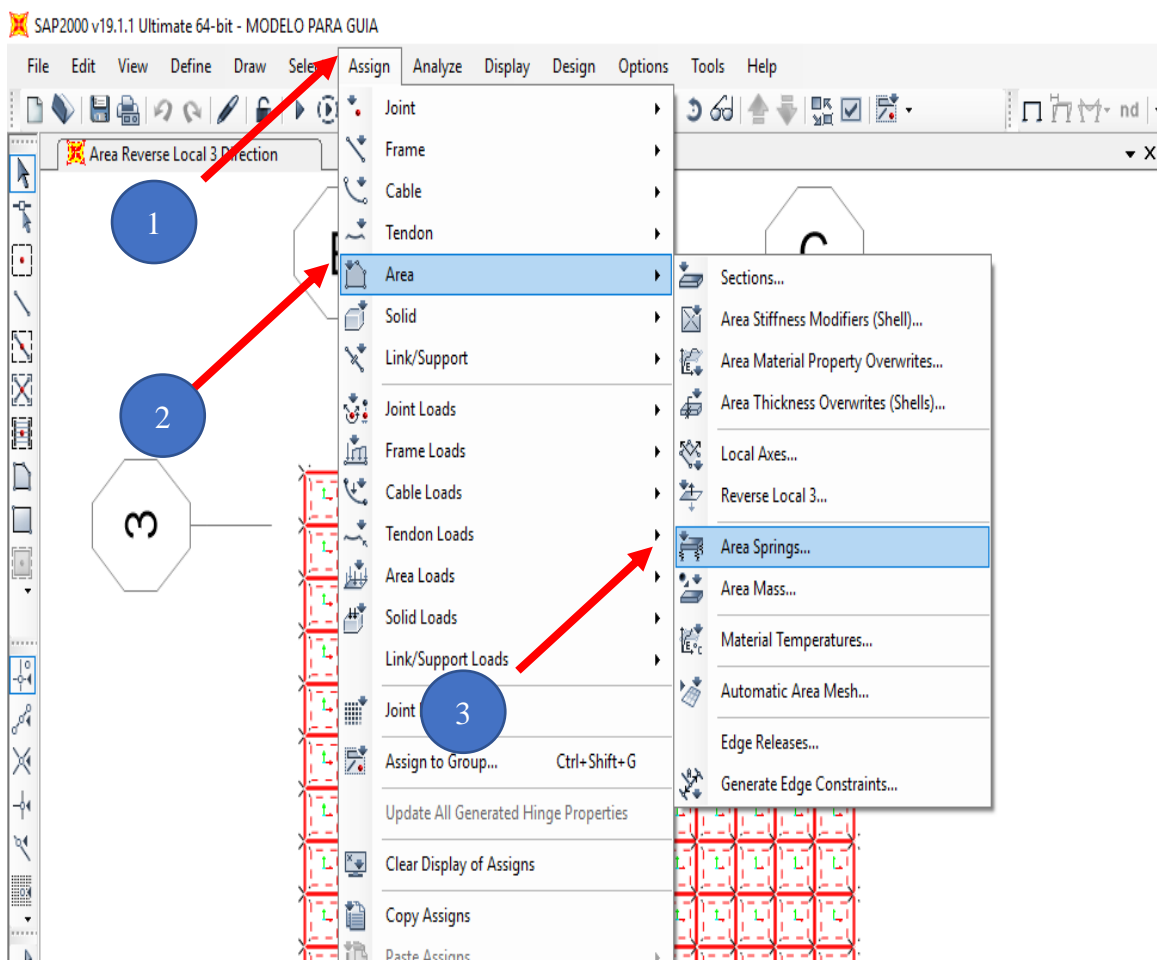 SAP2000 v19.1.1 Ultimate 64-bit - MODELO PARA GUIA
File Edit View Define Draw Assign Analyze Display Design Options Tools Help
nd
Area Reverse Local 3 Direction
X
Joint
Frame
Cable
Tendon
Area
Solid
Link/Support
Joint Loads
Frame Loads
Cable Loads
Tendon Loads
Area Loads
Solid Loads
Link/Support Loads
Joint
Assign to Group... Ctrl+Shift+G
Update All Generated Hinge Properties
Clear Display of Assigns
Copy Assigns
Paste Assigns
Sections...
Area Stiffness Modifiers (Shell)...
Area Material Property Overwrites...
Area Thickness Overwrites (Shells)...
Local Axes...
Reverse Local 3...
Area Springs...
Area Mass...
Material Temperatures...
Automatic Area Mesh...
Edge Releases...
Generate Edge Constraints...
1
2
3
3